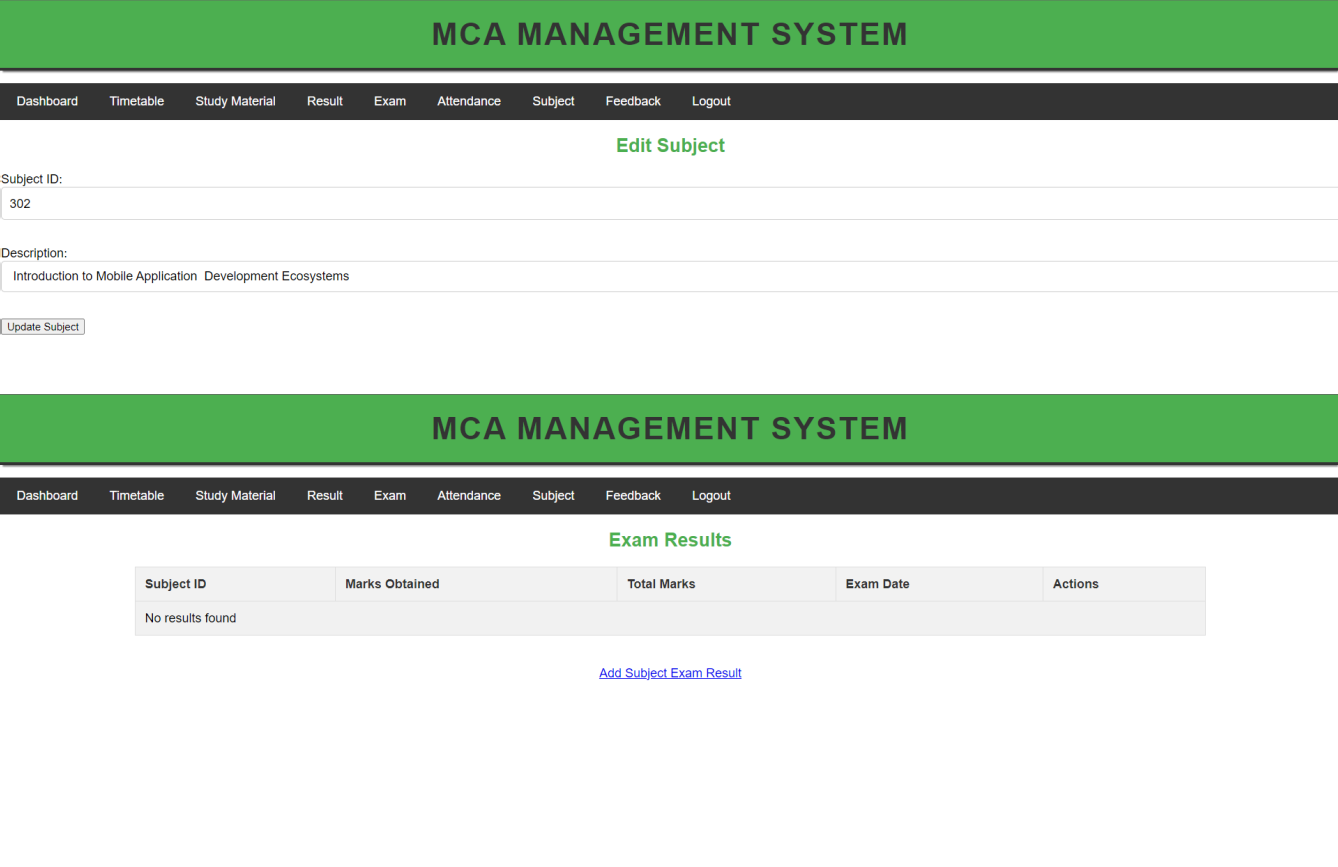 MCA MANAGEMENT SYSTEM
Dashboard Timetable Study Material Result Exam Attendance Subject Feedback Logout
Edit Subject
Subject ID:
302
Description:
Introduction to Mobile Application  Development Ecosystems
Update Subject
MCA MANAGEMENT SYSTEM
Dashboard Timetable Study Material Result Exam Attendance Subject Feedback Logout
Exam Results
Subject ID Marks Obtained Total Marks Exam Date Actions
No results found
Add Subject Exam Result